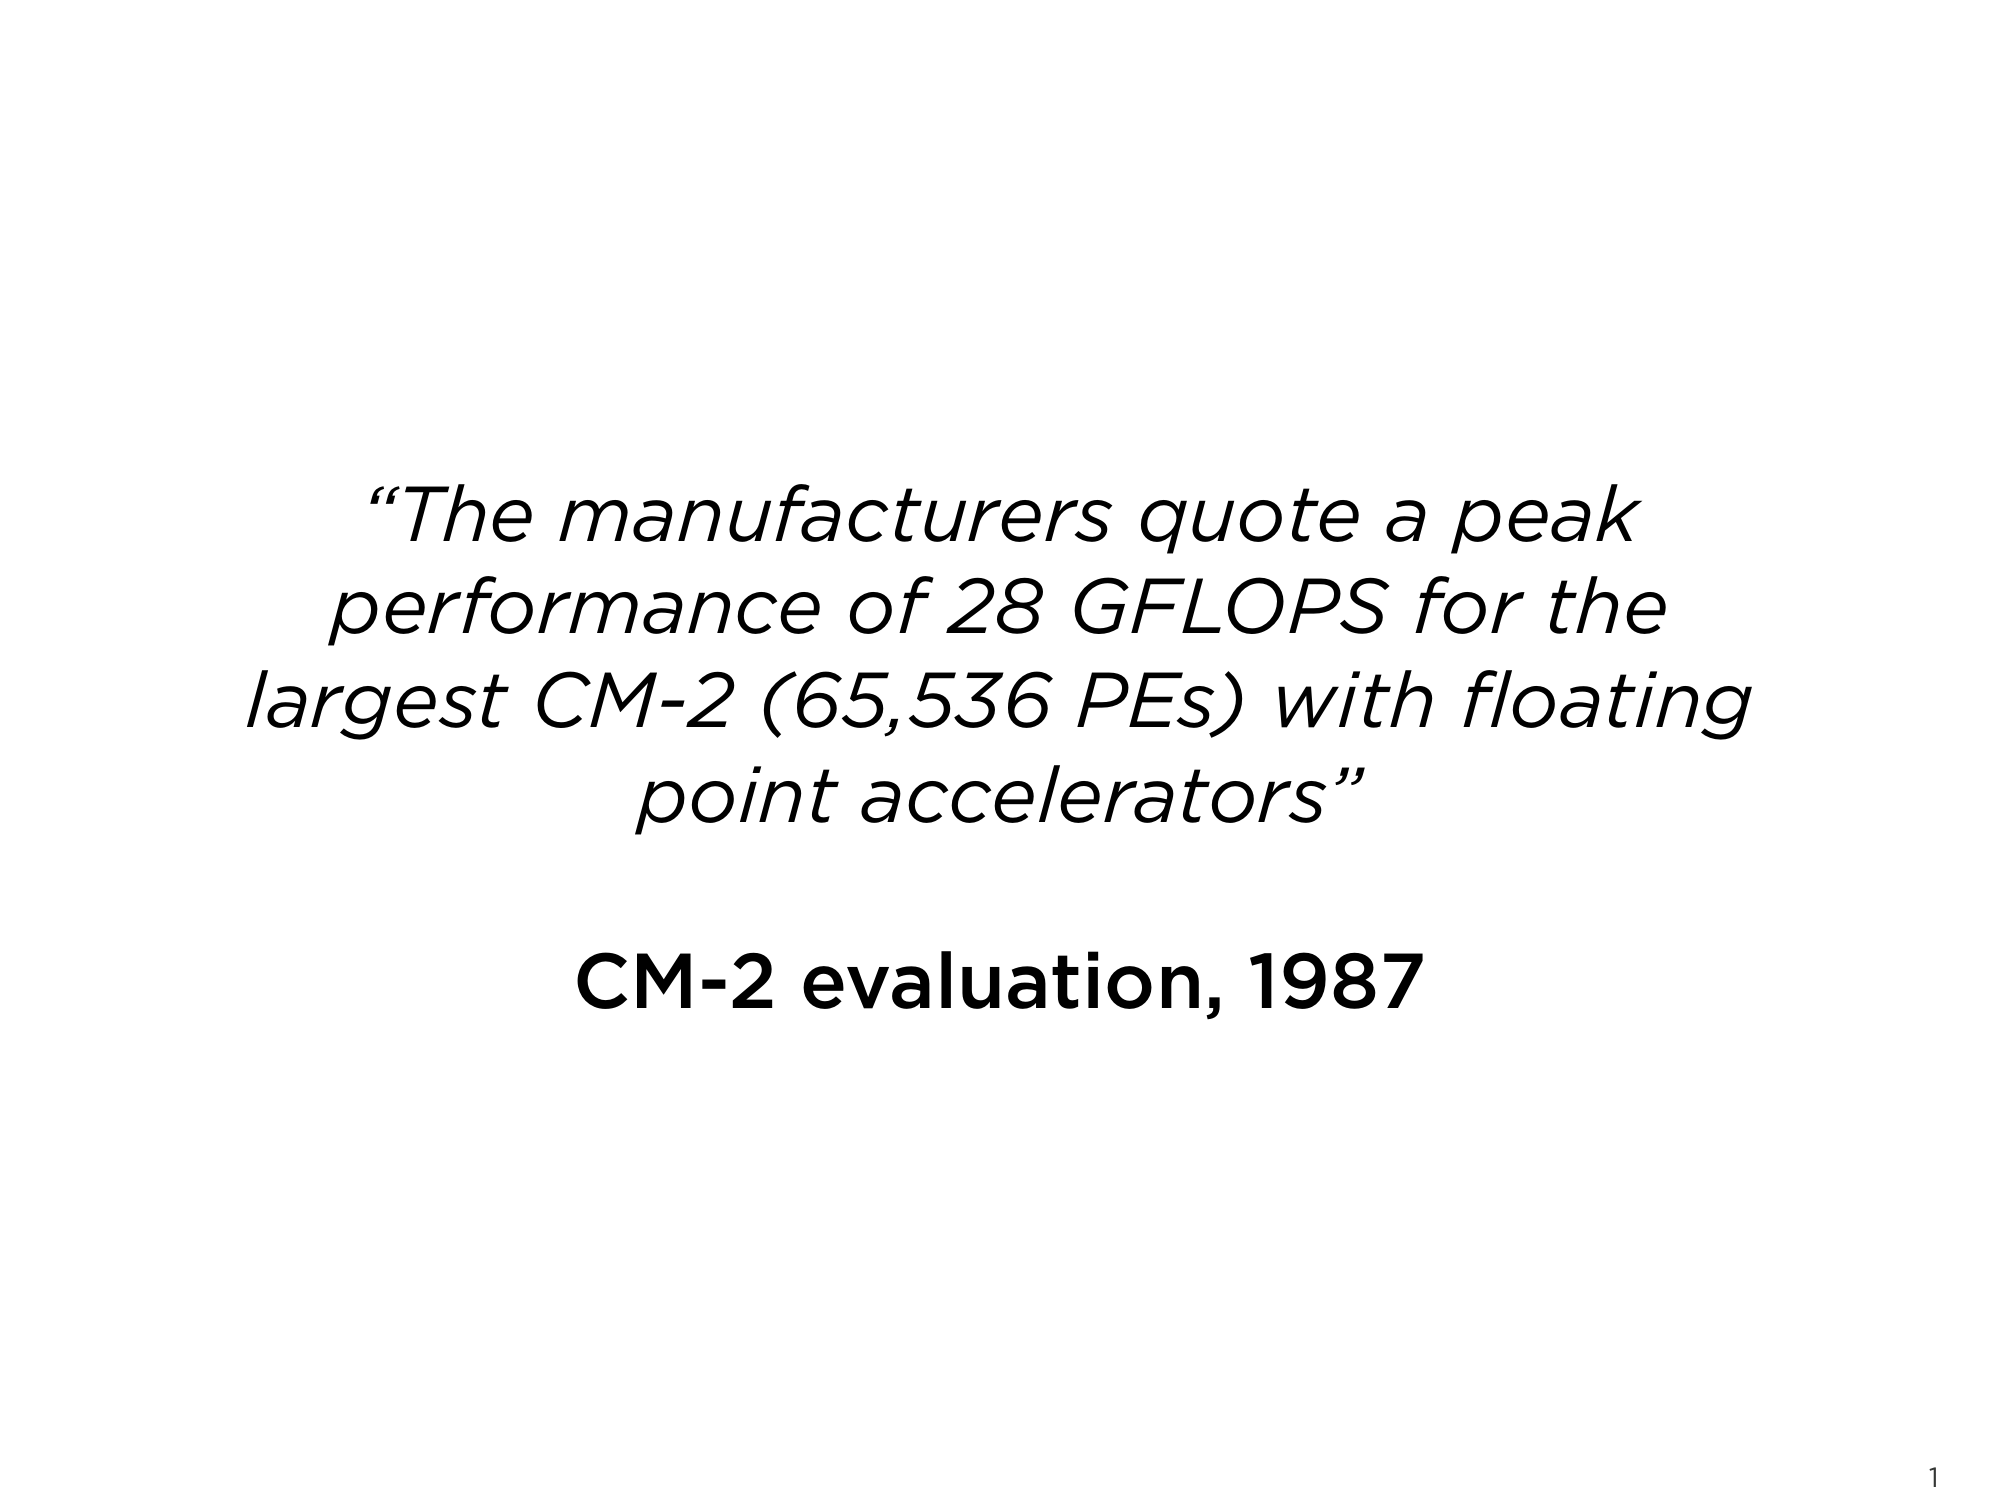 “The manufacturers quote a peak
performance of 28 GFLOPS for the
largest CM-2 (65,536 PEs) with floating
point accelerators”
CM-2 evaluation, 1987
1